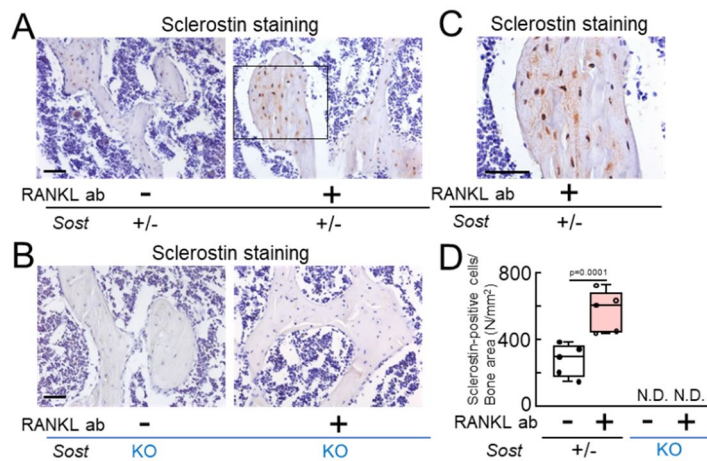 A
Sclerostin staining
RANKL ab - +
Sost +/- +/-
C
Sclerostin staining
RANKL ab +
Sost +/-
B
Sclerostin staining
RANKL ab - +
Sost KO KO
D
Sclerostin-positive cells/
Bone area (N/mm²)
800
400
0
p=0.0001
N.D. N.D.
RANKL ab - + - +
Sost +/- KO